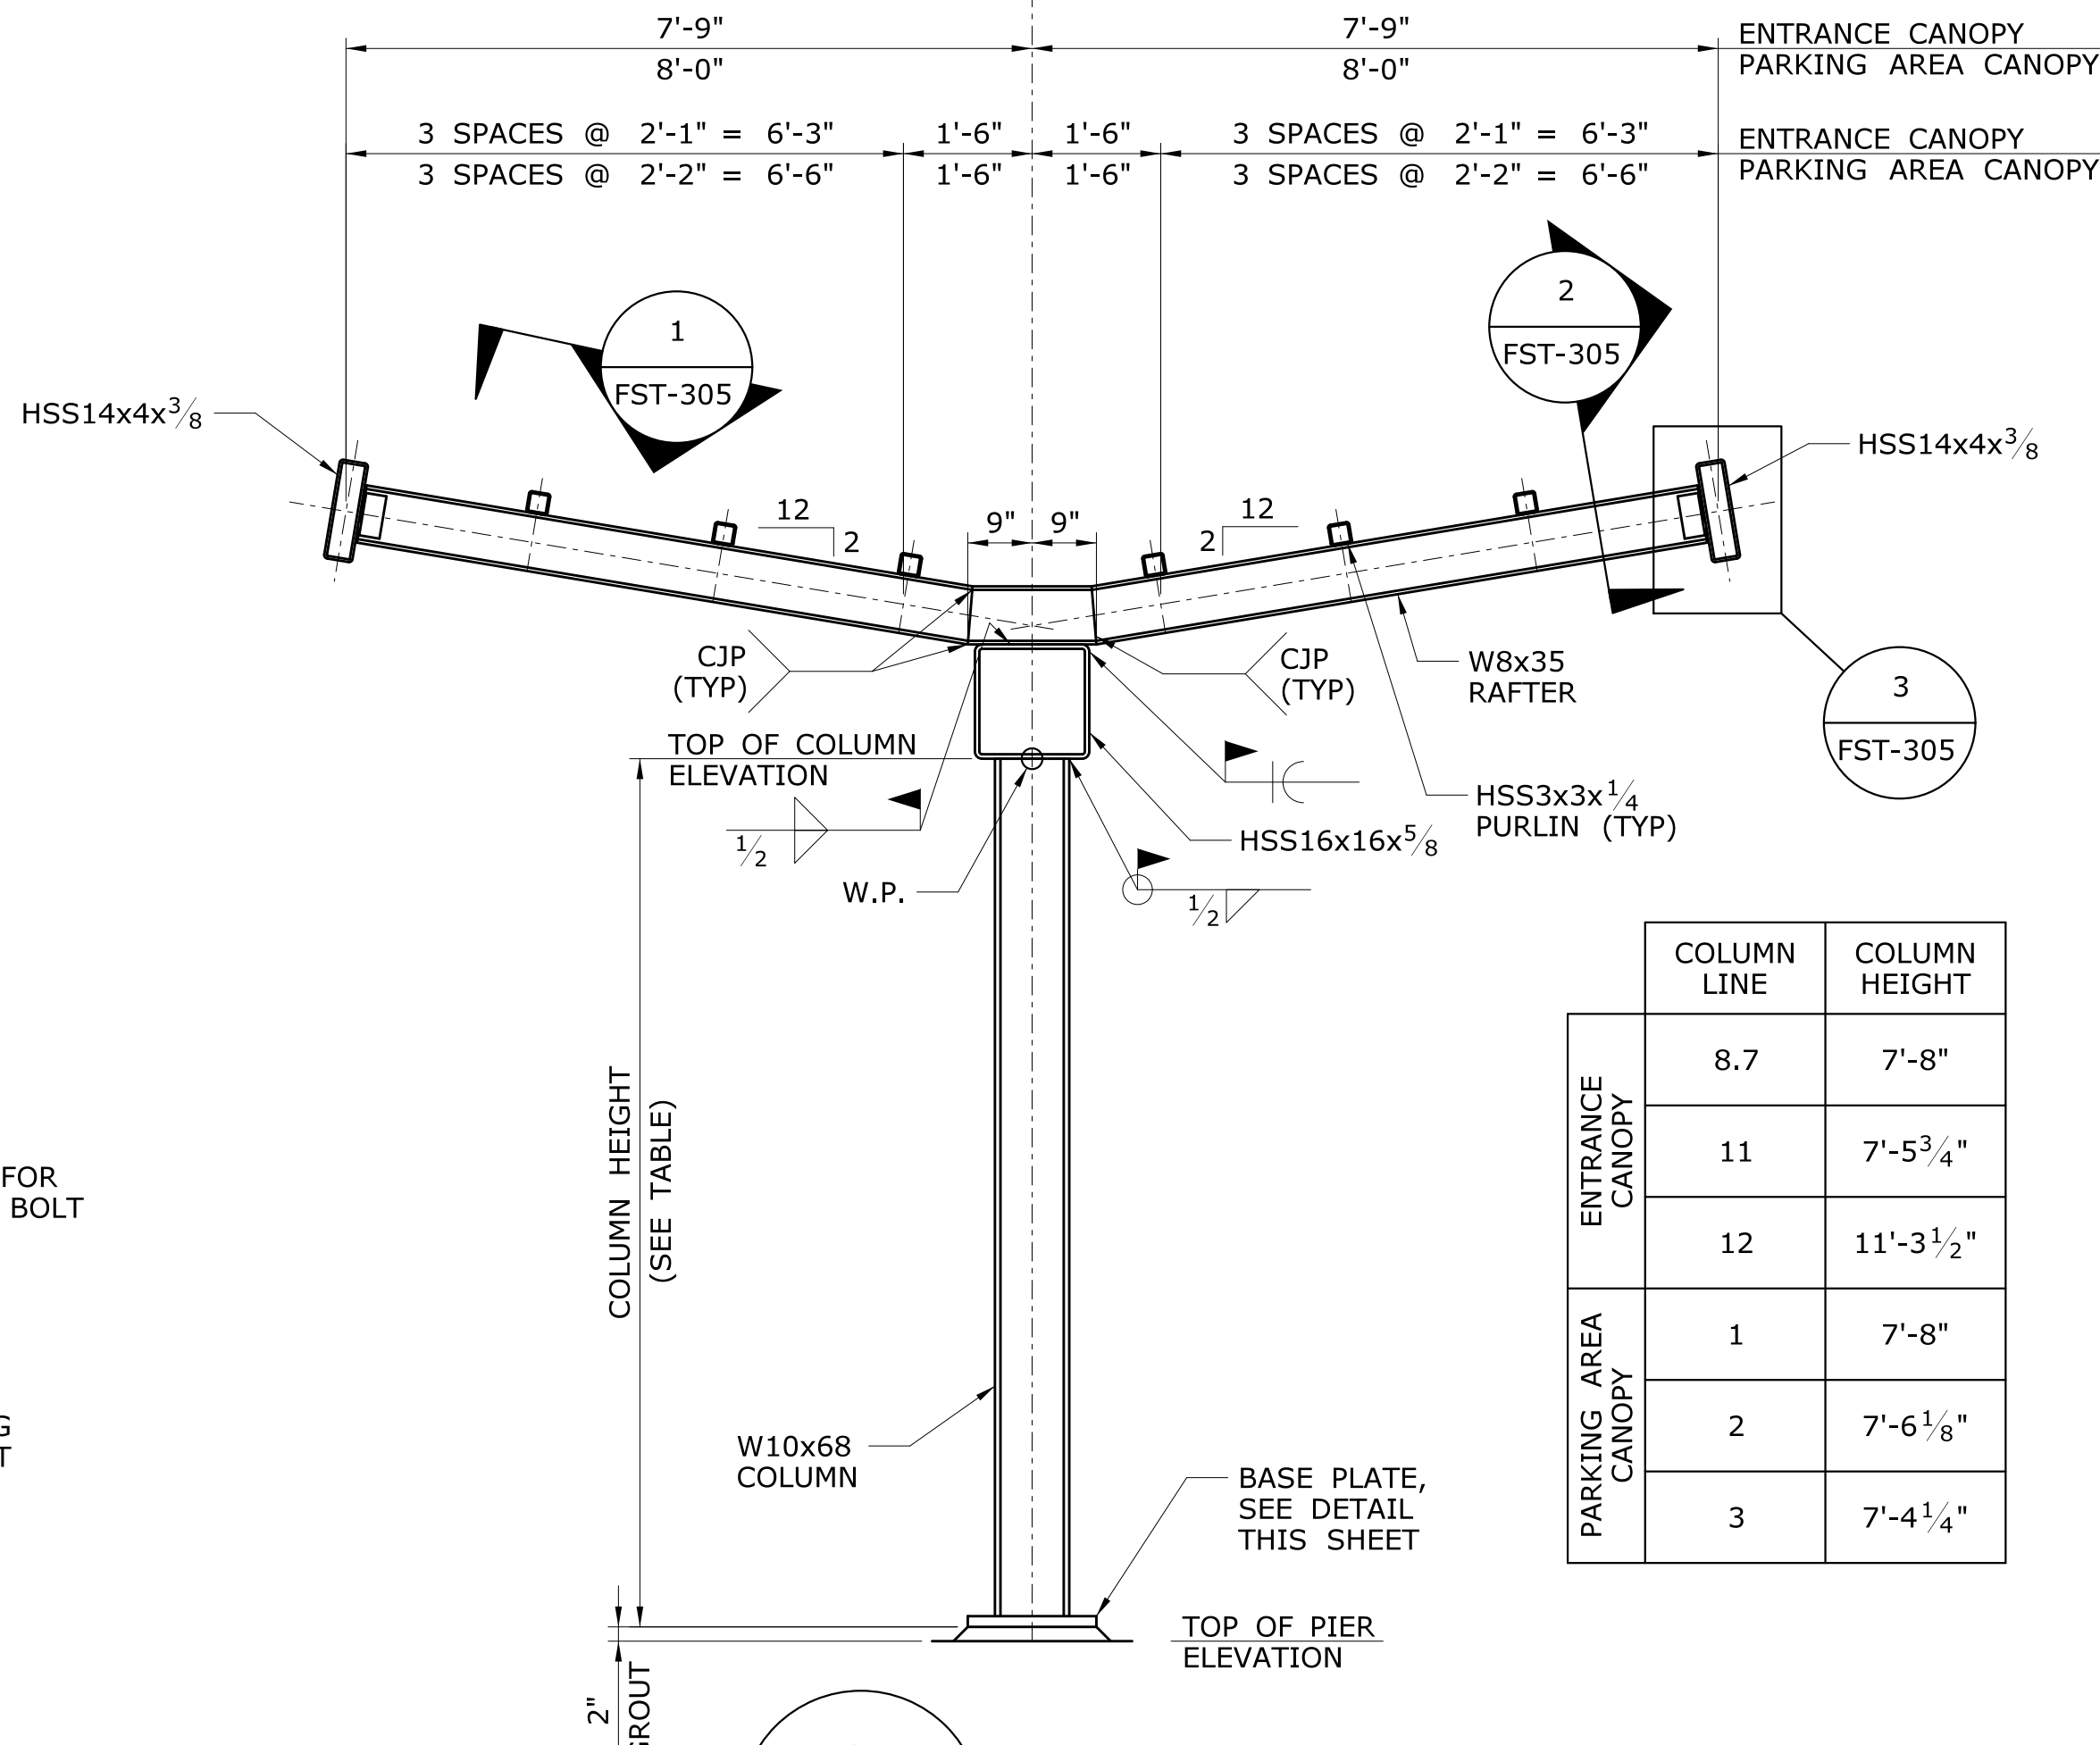 7'-9"
7'-9"
ENTRANCE CANOPY
8'-0"
8'-0"
PARKING AREA CANOPY
3 SPACES @ 2'-1" = 6'-3"
1'-6"
1'-6"
3 SPACES @ 2'-1" = 6'-3"
ENTRANCE CANOPY
3 SPACES @ 2'-2" = 6'-6"
1'-6"
1'-6"
3 SPACES @ 2'-2" = 6'-6"
PARKING AREA CANOPY
1
FST-305
2
FST-305
HSS14x4x3/8
HSS14x4x3/8
12
2
9"
9"
12
2
CJP
(TYP)
CJP
(TYP)
W8x35
RAFTER
3
FST-305
TOP OF COLUMN
ELEVATION
1/2
HSS3x3x1/4
PURLIN (TYP)
HSS16x16x5/8
W.P.
1/2
COLUMN HEIGHT
(SEE TABLE)
COLUMN
LINE
COLUMN
HEIGHT
ENTRANCE
CANOPY
8.7
7'-8"
11
7'-5 3/4"
12
11'-3 1/2"
PARKING AREA
CANOPY
1
7'-8"
2
7'-6 1/8"
3
7'-4 1/4"
FOR
BOLT
W10x68
COLUMN
BASE PLATE,
SEE DETAIL
THIS SHEET
TOP OF PIER
ELEVATION
2"
GROUT